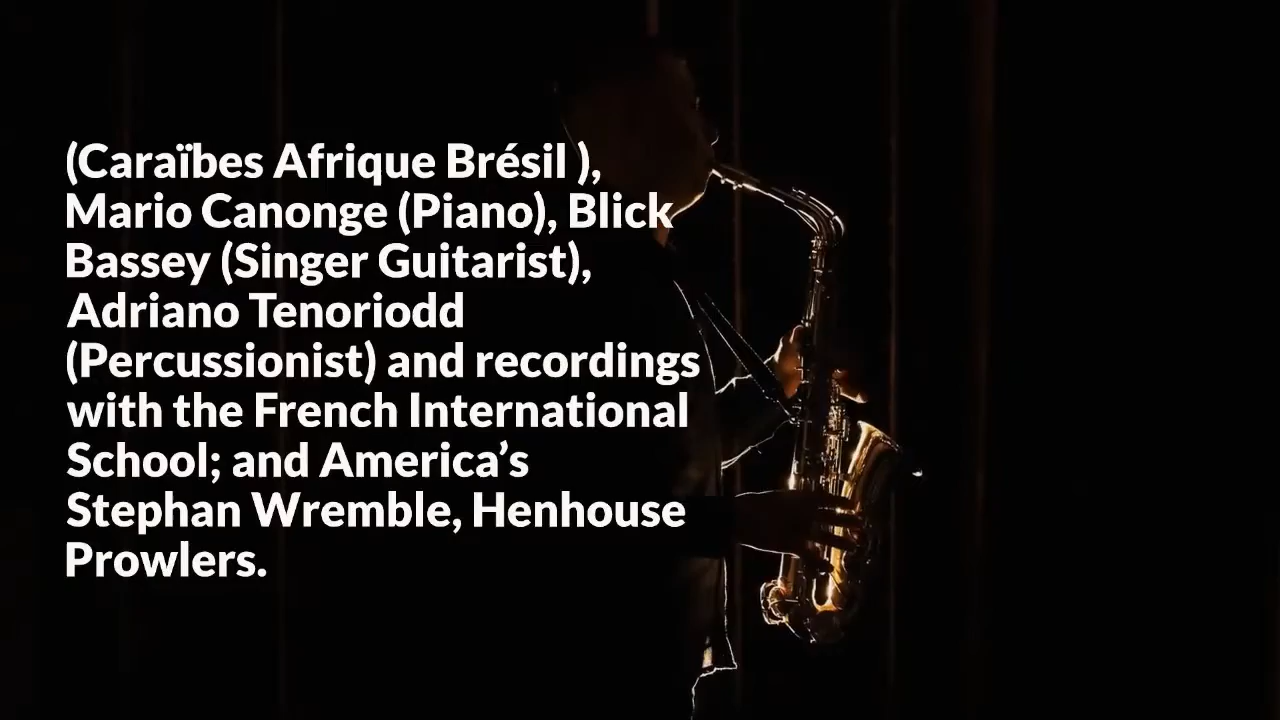 (Caraïbes Afrique Brésil ),
Mario Canonge (Piano), Blick
Bassey (Singer Guitarist),
Adriano Tenoriodd
(Percussionist) and recordings
with the French International
School; and America’s
Stephan Wremble, Henhouse
Prowlers.